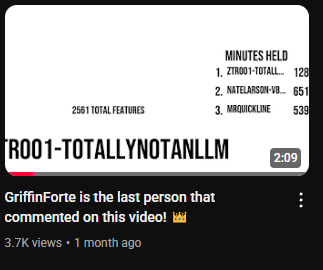 MINUTES HELD
1. ZTR001-TOTALL... 128
2. NATELARSON-V8... 651
3. MRQUICKLINE 539
2561 TOTAL FEATURES
TR001-TOTALLYNOTANLLM
2:09
GriffinForte is the last person that
commented on this video! 👑
3.7K views • 1 month ago